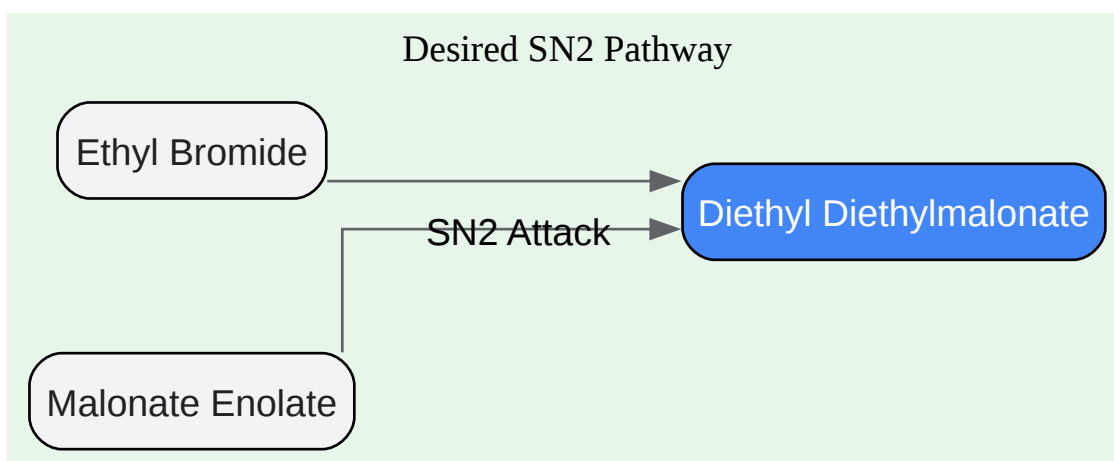 Desired SN2 Pathway
Ethyl Bromide
Diethyl Diethylmalonate
SN2 Attack
Malonate Enolate